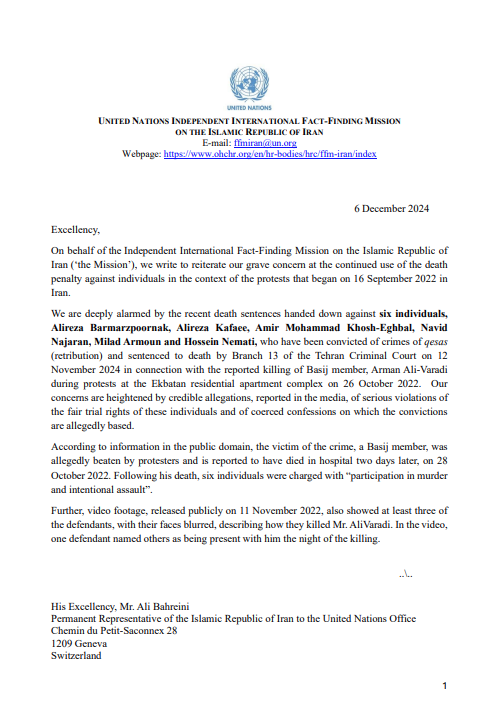 UNITED NATIONS
UNITED NATIONS INDEPENDENT INTERNATIONAL FACT-FINDING MISSION
ON THE ISLAMIC REPUBLIC OF IRAN
E-mail: ffmiran@un.org
Webpage: https://www.ohchr.org/en/hr-bodies/hrc/ffm-iran/index
6 December 2024
Excellency,
On behalf of the Independent International Fact-Finding Mission on the Islamic Republic of
Iran (‘the Mission’), we write to reiterate our grave concern at the continued use of the death
penalty against individuals in the context of the protests that began on 16 September 2022 in
Iran.
We are deeply alarmed by the recent death sentences handed down against six individuals,
Alireza Barmarzpoornak, Alireza Kafaee, Amir Mohammad Khosh-Eghbal, Navid
Najaran, Milad Armoun and Hossein Nemati, who have been convicted of crimes of qesas
(retribution) and sentenced to death by Branch 13 of the Tehran Criminal Court on 12
November 2024 in connection with the reported killing of Basij member, Arman Ali-Varadi
during protests at the Ekbatan residential apartment complex on 26 October 2022. Our
concerns are heightened by credible allegations, reported in the media, of serious violations of
the fair trial rights of these individuals and of coerced confessions on which the convictions
are allegedly based.
According to information in the public domain, the victim of the crime, a Basij member, was
allegedly beaten by protesters and is reported to have died in hospital two days later, on 28
October 2022. Following his death, six individuals were charged with “participation in murder
and intentional assault”.
Further, video footage, released publicly on 11 November 2022, also showed at least three of
the defendants, with their faces blurred, describing how they killed Mr. AliVaradi. In the video,
one defendant named others as being present with him the night of the killing.
..\..
His Excellency, Mr. Ali Bahreini
Permanent Representative of the Islamic Republic of Iran to the United Nations Office
Chemin du Petit-Saconnex 28
1209 Geneva
Switzerland
1